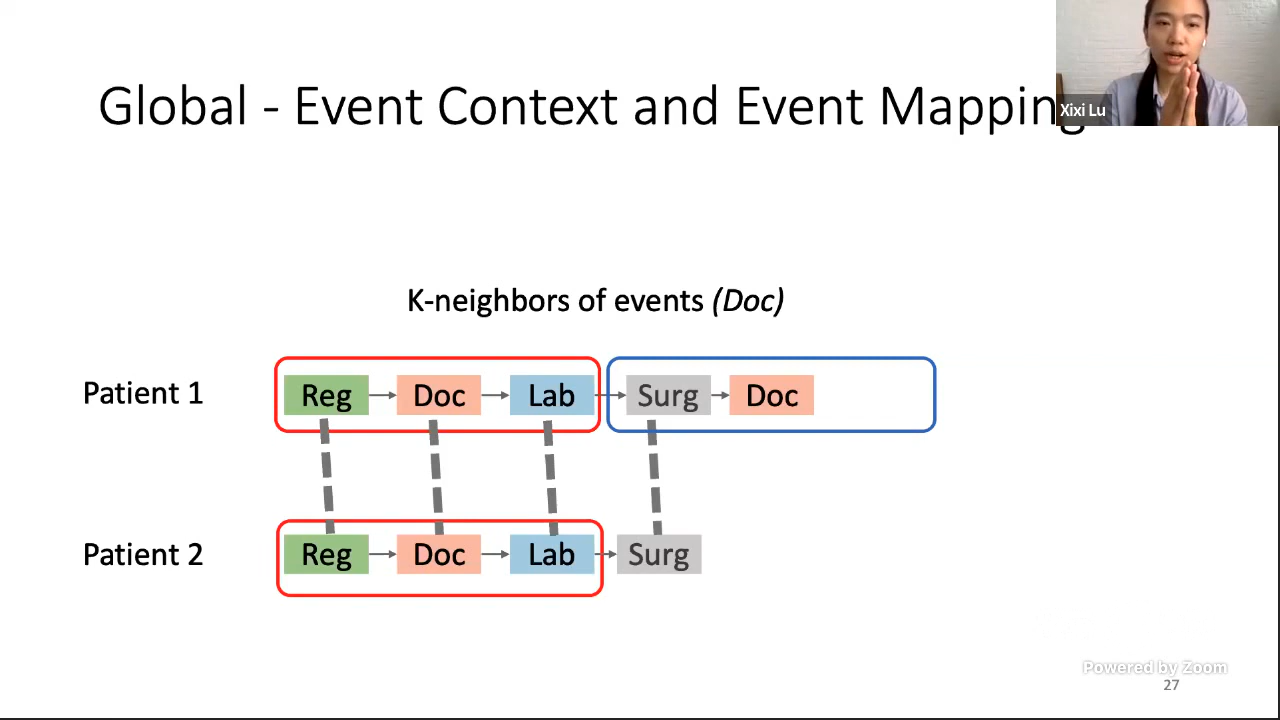 Global - Event Context and Event Mapping
Xixi Lu
K-neighbors of events (Doc)
Patient 1
Reg Doc Lab Surg Doc
Patient 2
Reg Doc Lab Surg
Powered by Zoom
27